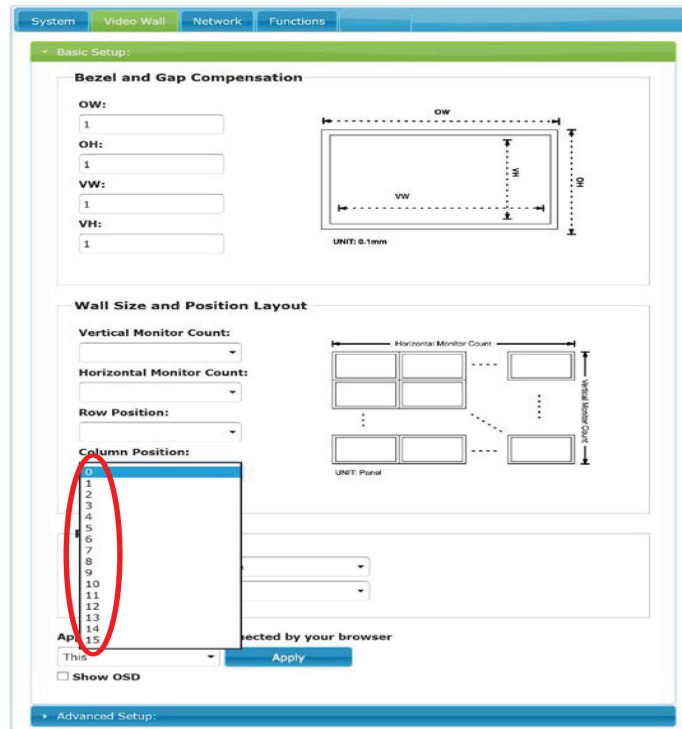 System Video Wall Network Functions
Basic Setup:
Bezel and Gap Compensation
OW:
1
OH:
1
VW:
1
VH:
1
OW
VH
OH
VW
UNIT: 0.1mm
Wall Size and Position Layout
Vertical Monitor Count:
Horizontal Monitor Count:
Row Position:
Column Position:
Horizontal Monitor Count
Vertical Monitor Count
UNIT: Panel
0
1
2
3
4
5
6
7
8
9
10
11
12
13
14
15
by your browser
This
Apply
Show OSD
Advanced Setup: